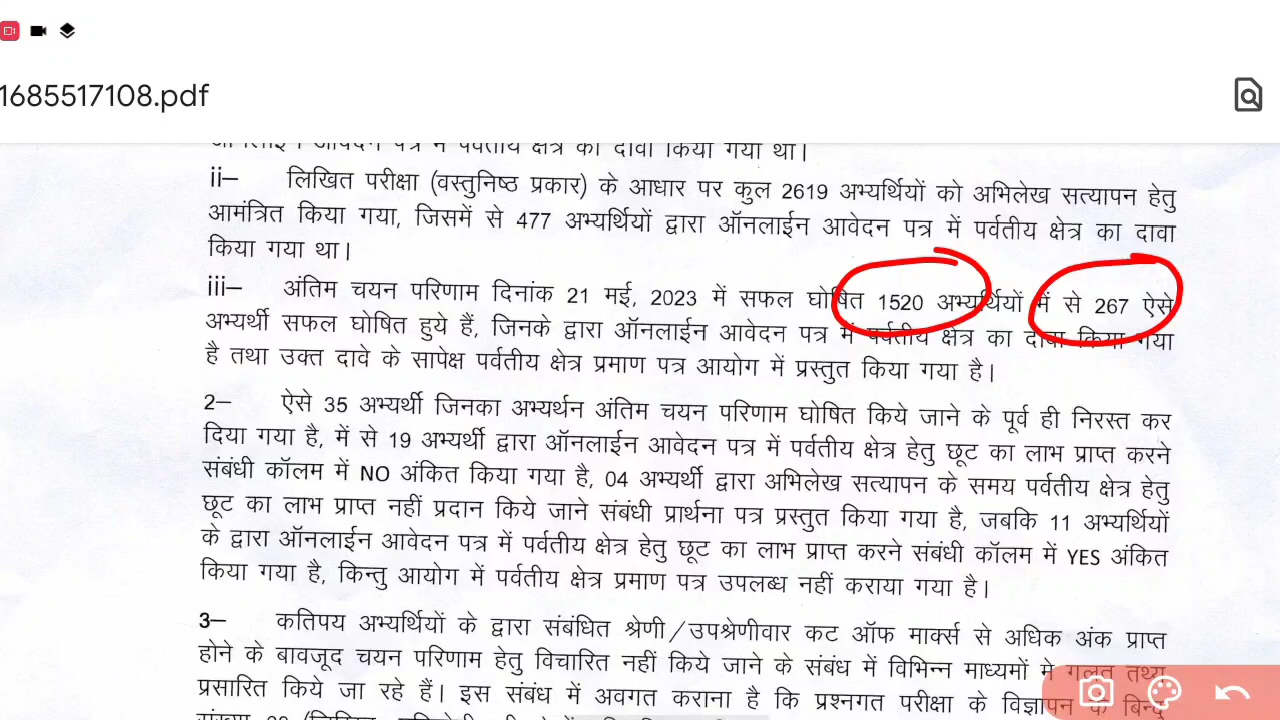 1685517108.pdf
पर्वतीय क्षेत्र का दावा किया गया था।
ii– लिखित परीक्षा (वस्तुनिष्ठ प्रकार) के आधार पर कुल 2619 अभ्यर्थियों को अभिलेख सत्यापन हेतु
आमंत्रित किया गया, जिसमें से 477 अभ्यर्थियों द्वारा ऑनलाईन आवेदन पत्र में पर्वतीय क्षेत्र का दावा
किया गया था।
iii– अंतिम चयन परिणाम दिनांक 21 मई, 2023 में सफल घोषित 1520 अभ्यर्थियों में से 267 ऐसे
अभ्यर्थी सफल घोषित हुये हैं, जिनके द्वारा ऑनलाईन आवेदन पत्र में पर्वतीय क्षेत्र का दावा किया गया
है तथा उक्त दावे के सापेक्ष पर्वतीय क्षेत्र प्रमाण पत्र आयोग में प्रस्तुत किया गया है।
2– ऐसे 35 अभ्यर्थी जिनका अभ्यर्थन अंतिम चयन परिणाम घोषित किये जाने के पूर्व ही निरस्त कर
दिया गया है, में से 19 अभ्यर्थी द्वारा ऑनलाईन आवेदन पत्र में पर्वतीय क्षेत्र हेतु छूट का लाभ प्राप्त करने
संबंधी कॉलम में NO अंकित किया गया है, 04 अभ्यर्थी द्वारा अभिलेख सत्यापन के समय पर्वतीय क्षेत्र हेतु
छूट का लाभ प्राप्त नहीं प्रदान किये जाने संबंधी प्रार्थना पत्र प्रस्तुत किया गया है, जबकि 11 अभ्यर्थियों
के द्वारा ऑनलाईन आवेदन पत्र में पर्वतीय क्षेत्र हेतु छूट का लाभ प्राप्त करने संबंधी कॉलम में YES अंकित
किया गया है, किन्तु आयोग में पर्वतीय क्षेत्र प्रमाण पत्र उपलब्ध नहीं कराया गया है।
3– कतिपय अभ्यर्थियों के द्वारा संबंधित श्रेणी/उपश्रेणीवार कट ऑफ मार्क्स से अधिक अंक प्राप्त
होने के बावजूद चयन परिणाम हेतु विचारित नहीं किये जाने के संबंध में विभिन्न माध्यमों मे गलत तथ्य
प्रसारित किये जा रहे हैं। इस संबंध में अवगत कराना है कि प्रश्नगत परीक्षा के विज्ञापन के बिन्दु